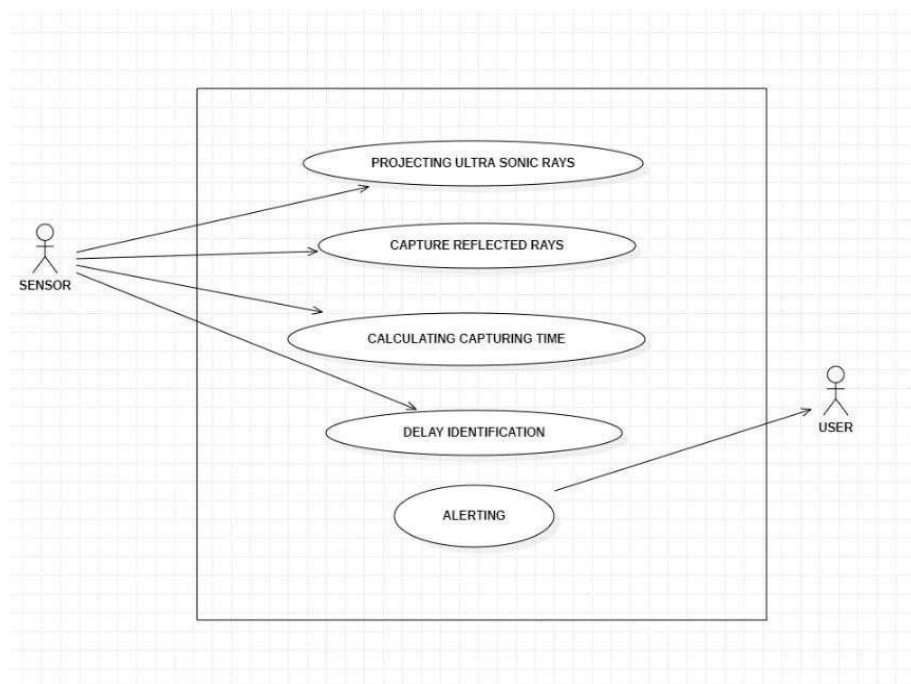 PROJECTING ULTRA SONIC RAYS
CAPTURE REFLECTED RAYS
SENSOR
CALCULATING CAPTURING TIME
USER
DELAY IDENTIFICATION
ALERTING